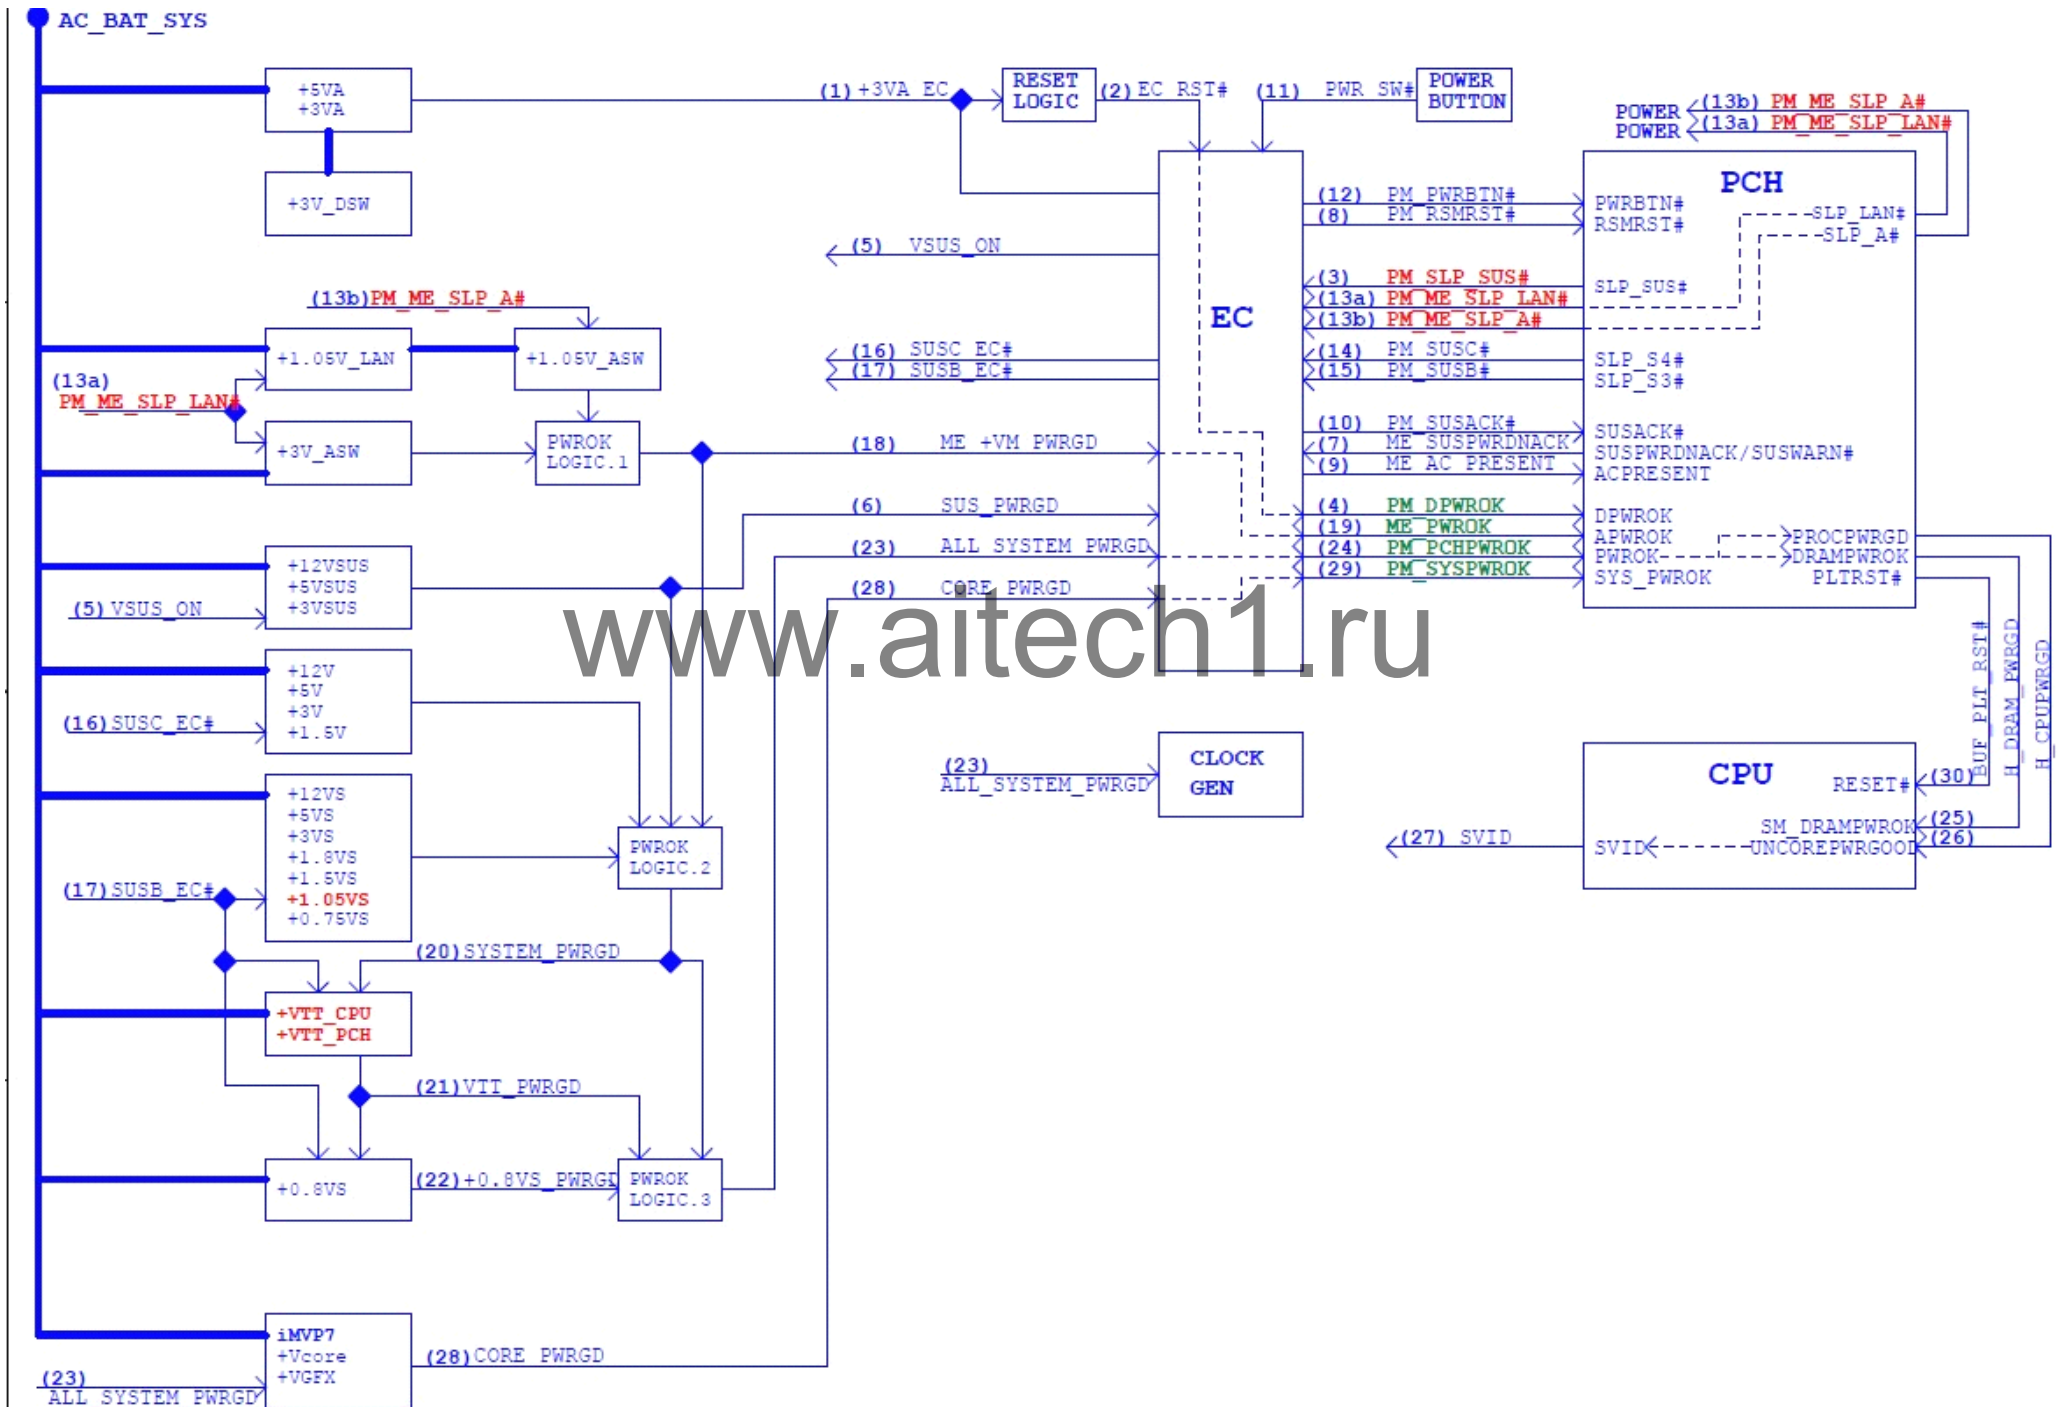 AC_BAT_SYS
+5VA
+3VA
(1) +3VA_EC
RESET
LOGIC
(2) EC_RST#
(11) PWR_SW#
POWER
BUTTON
POWER (13b) PM_ME_SLP_A#
POWER (13a) PM_ME_SLP_LAN#
+3V_DSW
EC
PCH
(12) PM_PWRBTN#
(8) PM_RSMRST#
PWRBTN#
RSMRST#
SLP_LAN#
SLP_A#
(5) VSUS_ON
(3) PM_SLP_SUS#
(13a) PM_ME_SLP_LAN#
(13b) PM_ME_SLP_A#
SLP_SUS#
(13b)PM_ME_SLP_A#
+1.05V_LAN
+1.05V_ASW
(16) SUSC_EC#
(17) SUSB_EC#
(14) PM_SUSC#
(15) PM_SUSB#
SLP_S4#
SLP_S3#
(13a)
PM_ME_SLP_LAN#
+3V_ASW
PWROK
LOGIC.1
(18) ME_+VM_PWRGD
(10) PM_SUSACK#
(7) ME_SUSPWRDNACK
(9) ME_AC_PRESENT
SUSACK#
SUSPWRDNACK/SUSWARN#
ACPRESENT
(6) SUS_PWRGD
(23) ALL_SYSTEM_PWRGD
(28) CORE_PWRGD
(4) PM_DPWROK
(19) ME_PWROK
(24) PM_PCHPWROK
(29) PM_SYSPWROK
DPWROK
APWROK
PWROK
SYS_PWROK
PROCPWRGD
DRAMPWROK
PLTRST#
+12VSUS
+5VSUS
+3VSUS
(5) VSUS_ON
www.aitech1.ru
BUF_PLT_RST#
H_DRAM_PWRGD
H_CPUPWRGD
+12V
+5V
+3V
+1.5V
(16)SUSC_EC#
(23)
ALL_SYSTEM_PWRGD
CLOCK
GEN
CPU
RESET# (30)
SM_DRAMPWROK (25)
UNCOREPWRGOOD (26)
SVID
(27) SVID
+12VS
+5VS
+3VS
+1.8VS
+1.5VS
+1.05VS
+0.75VS
(17)SUSB_EC#
PWROK
LOGIC.2
(20)SYSTEM_PWRGD
+VTT_CPU
+VTT_PCH
(21)VTT_PWRGD
+0.8VS
(22)+0.8VS_PWRGD
PWROK
LOGIC.3
iMVP7
+Vcore
+VGFX
(28)CORE_PWRGD
(23)
ALL_SYSTEM_PWRGD